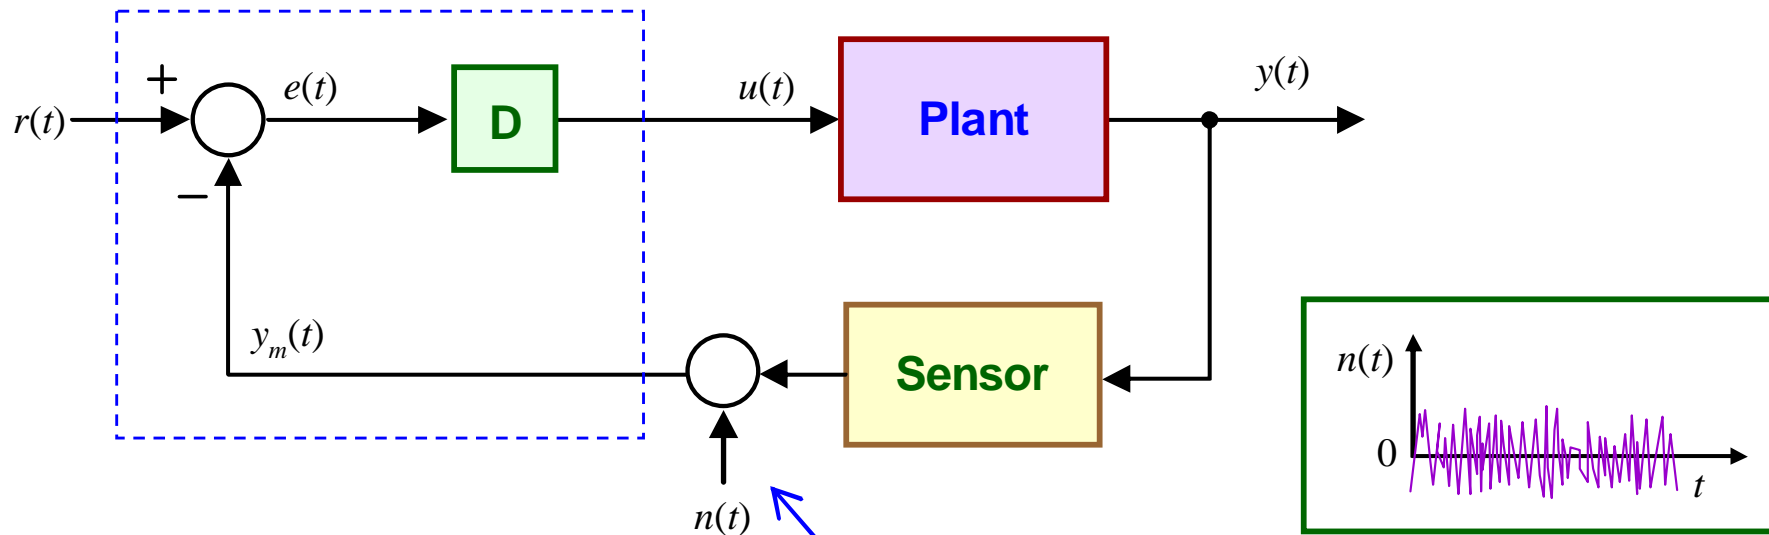 +
r(t)
e(t)
D
u(t)
Plant
y(t)
−
y_m(t)
Sensor
n(t)
n(t)
0
t